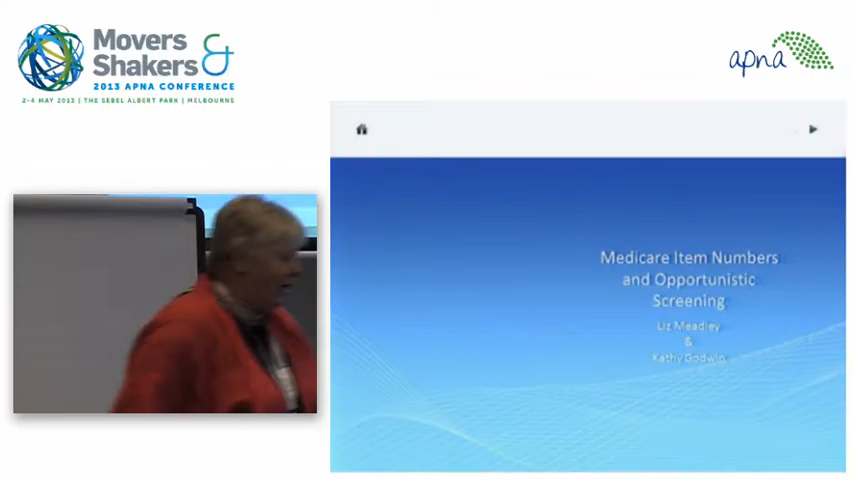 Movers
Shakers &
2013 APNA CONFERENCE
2-4 MAY 2013 | THE SEBEL ALBERT PARK | MELBOURNE
apna
Medicare Item Numbers
and Opportunistic
Screening
Liz Meadley
&
Kathy Godwin